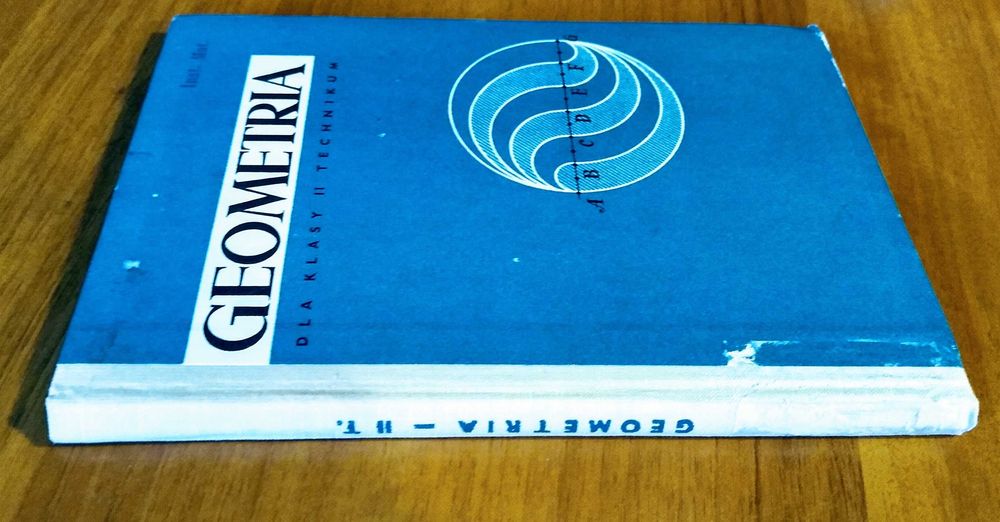 GEOMETRIA
DLA KLASY II TECHNIKUM
A B C D E F G
GEOMETRIA — II T.